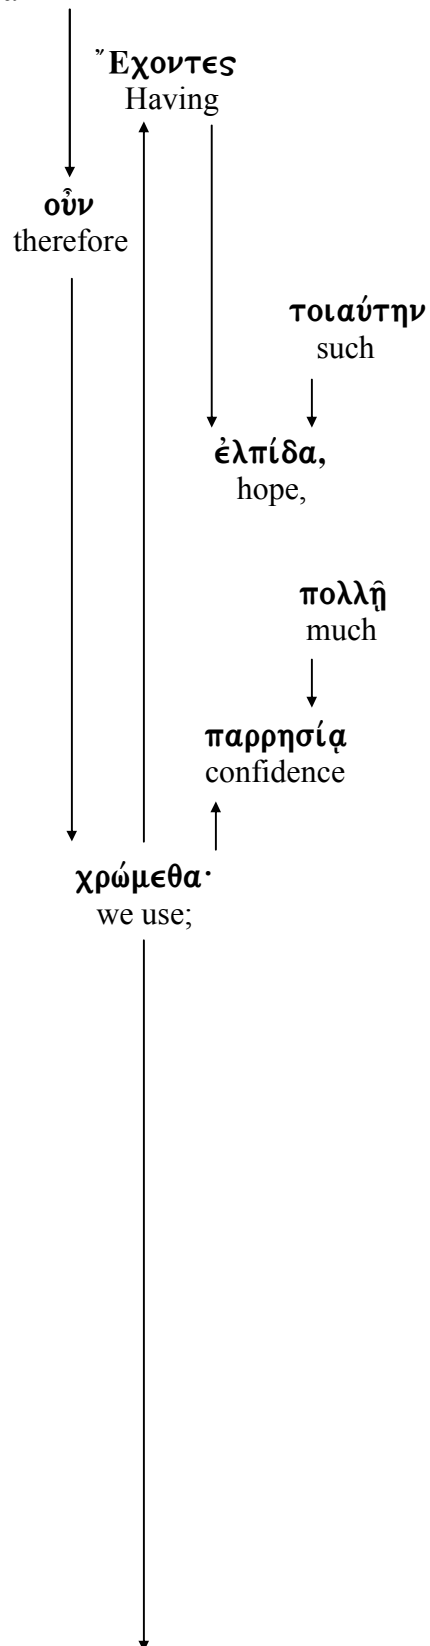 Ἔχοντες
Having
οὖν
therefore
τοιαύτην
such
ἐλπίδα,
hope,
πολλῇ
much
παρρησίᾳ
confidence
χρώμεθα·
we use;